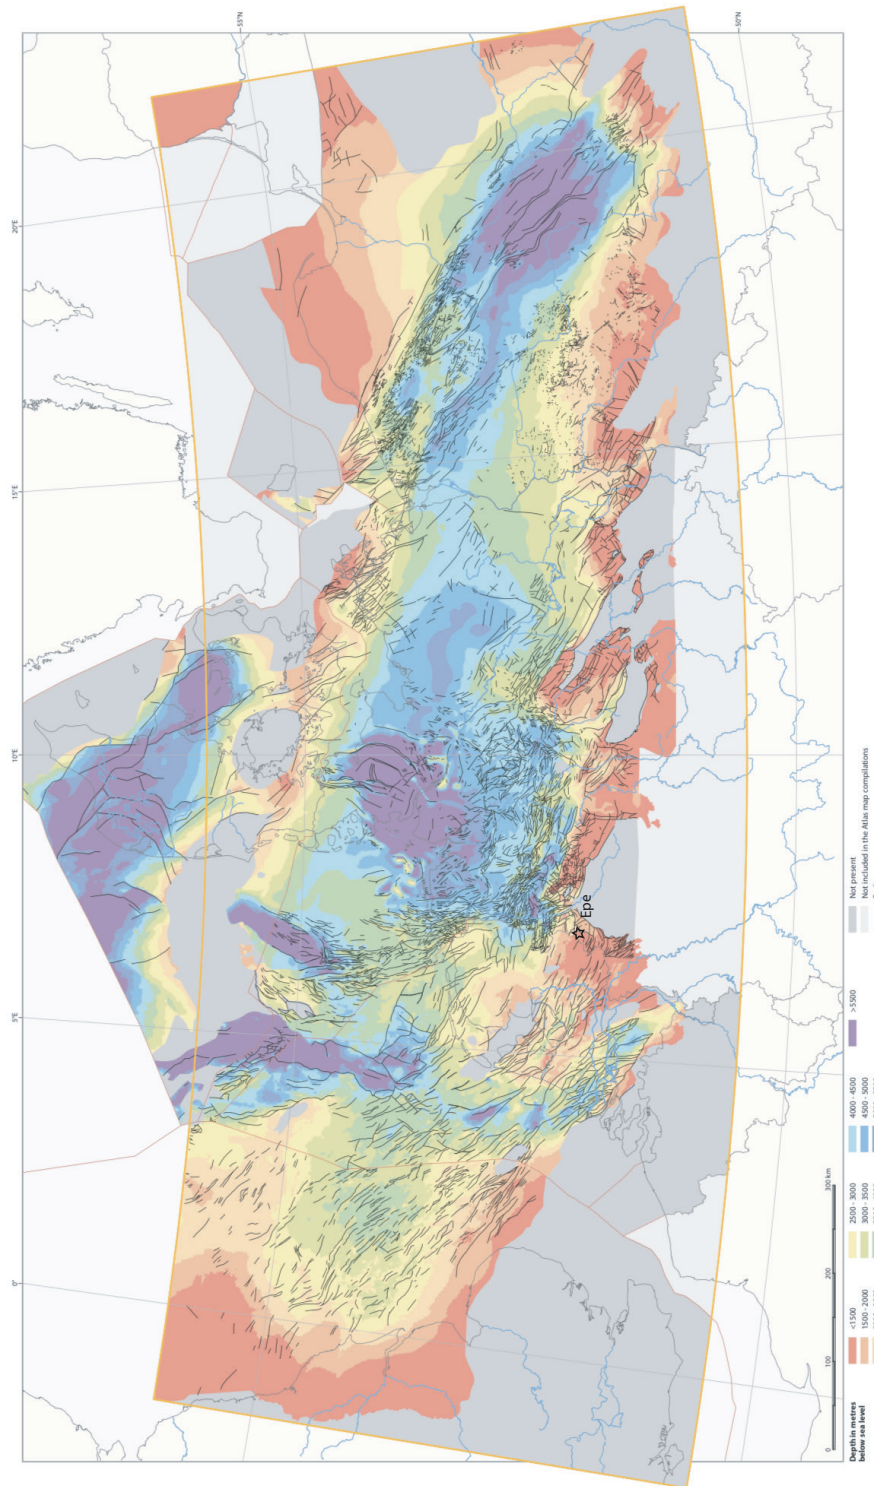 55°N
50°N
20°E
15°E
10°E
5°E
0°
Epe
0 100 200 300 km
Depth in metres
below sea level
<1500
1500 - 2000
2500 - 3000
3000 - 3500
4000 - 4500
4500 - 5000
>5500
Not present
Not included in the Atlas map compilations